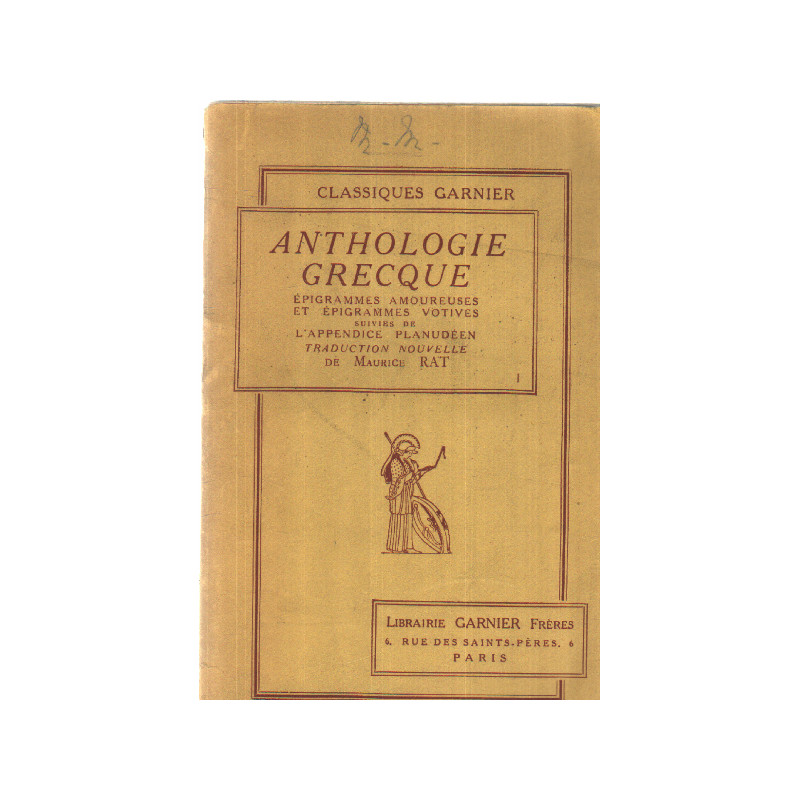 CLASSIQUES GARNIER
ANTHOLOGIE
GRECQUE
ÉPIGRAMMES AMOUREUSES
ET ÉPIGRAMMES VOTIVES
SUIVIES DE
L'APPENDICE PLANUDÉEN
TRADUCTION NOUVELLE
DE MAURICE RAT
I
LIBRAIRIE GARNIER FRÈRES
6, RUE DES SAINTS-PÈRES, 6
PARIS